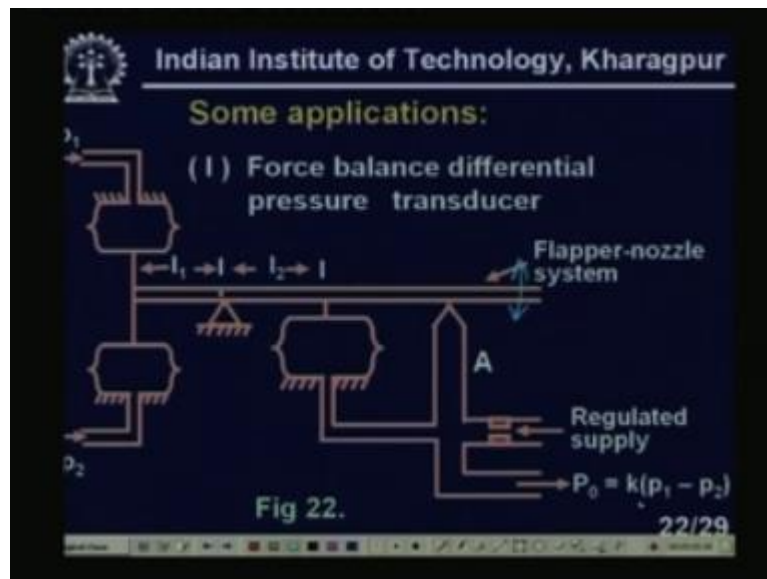 Indian Institute of Technology, Kharagpur
Some applications:
(I) Force balance differential
pressure transducer
p₁
l₁
l₂
Flapper-nozzle
system
A
Regulated
supply
p₂
P₀ = k(p₁ – p₂)
Fig 22.
22/29